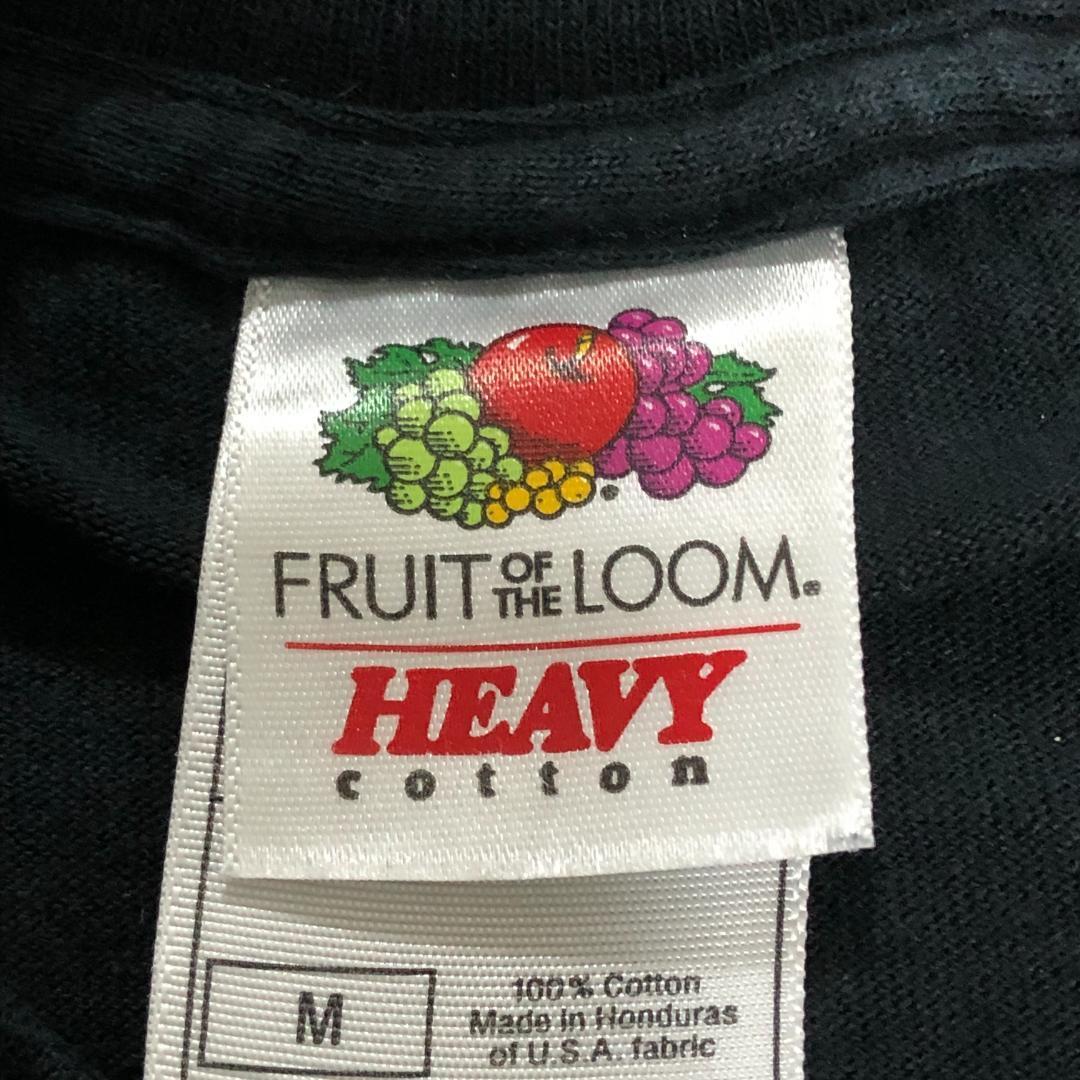 FRUIT OF THE LOOM®
HEAVY
cotton
M
100% Cotton
Made in Honduras
of U.S.A. fabric